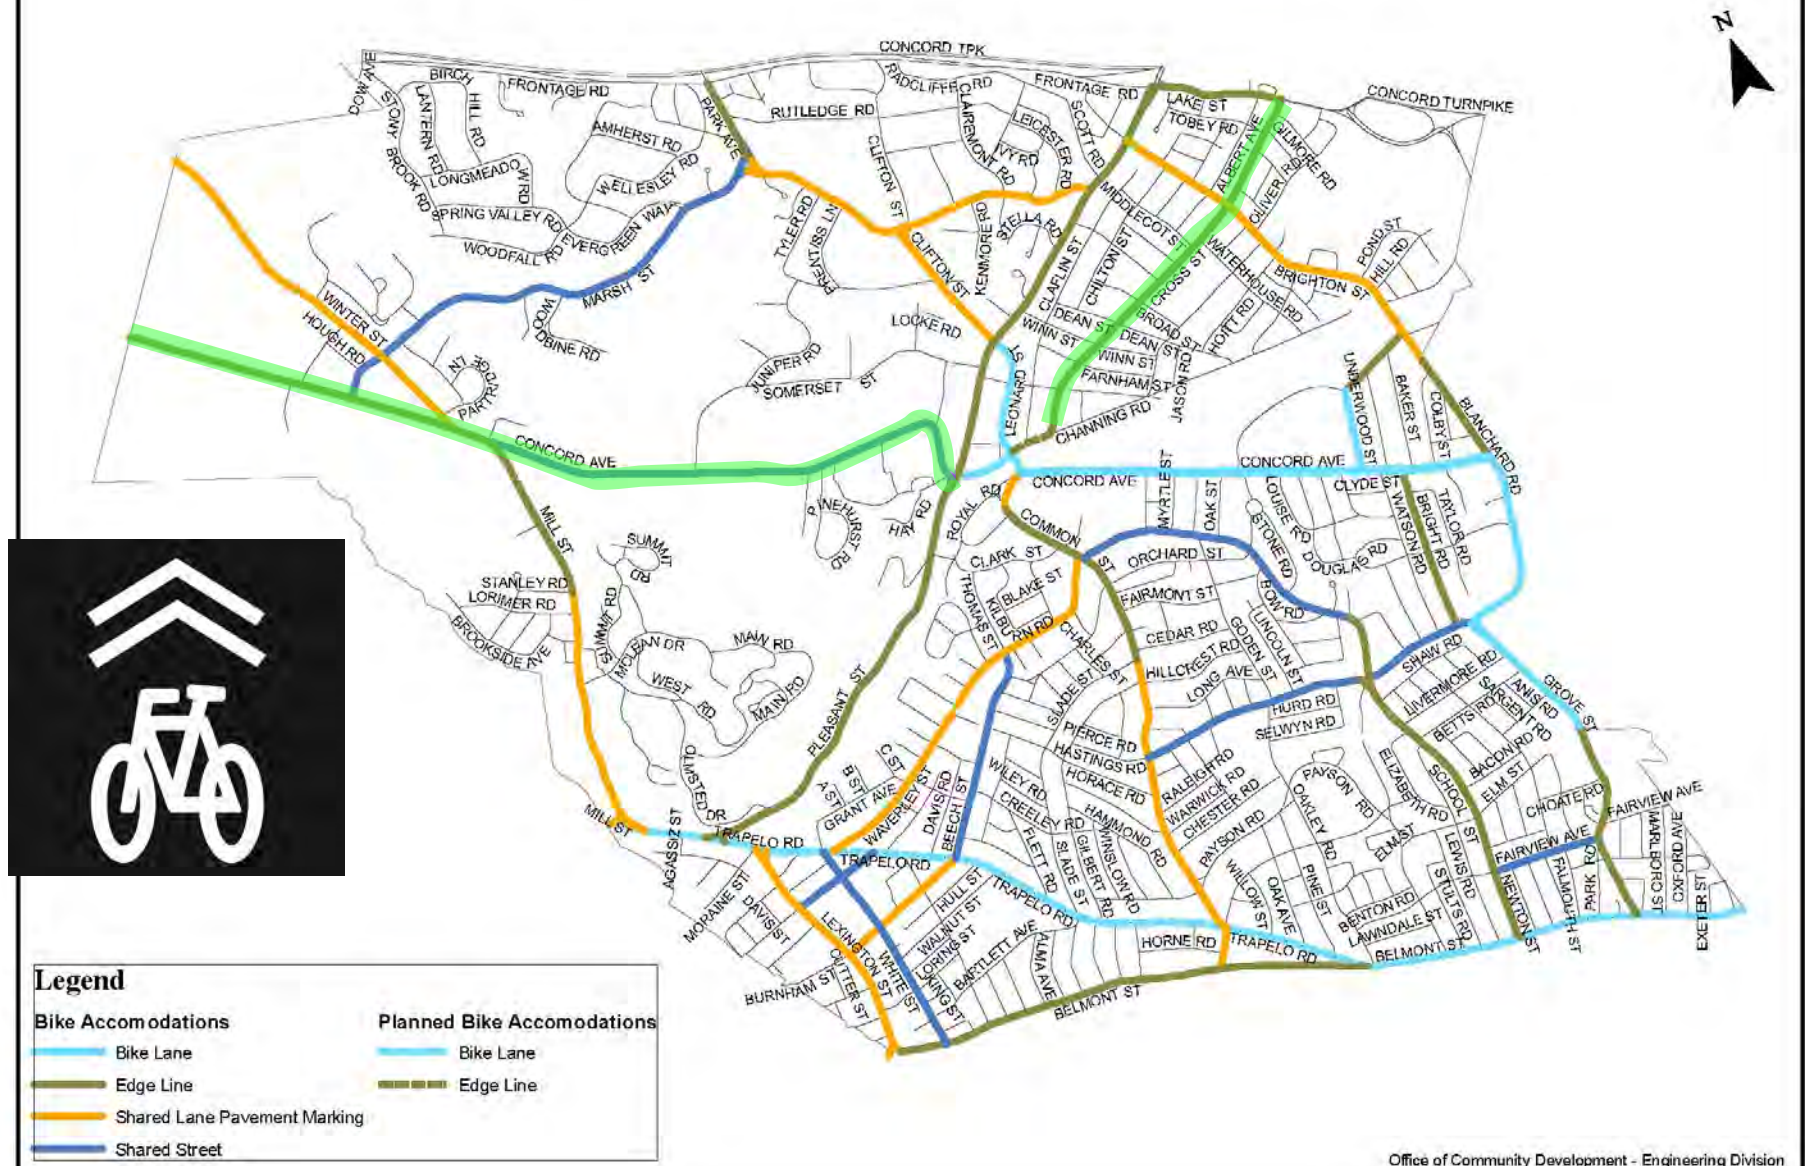 N
CONCORD TPK
DOW AVE
BIRCH
HILL RD
FRONTAGE RD
PARK AVE
RUTLEDGE RD
RADCLIFFE RD
CLAIREMONT RD
FRONTAGE RD
SCOTT RD
LAKE ST
TOBEY RD
CONCORD TURNPIKE
GILMORE RD
ALBERT AVE
OLIVER RD
STONY BROOK RD
LANTERN RD
LONGMEADOW RD
AMHERST RD
WELLESLEY RD
SPRING VALLEY RD
EVERGREEN WAY
WOODFALL RD
CLIFTON ST
LEICESTER RD
IVY RD
TYLER RD
PRENTISS LN
KENMORE RD
STELLA RD
MIDDLECOT ST
CLAFLIN ST
CHILTON ST
CROSS ST
WATERHOUSE RD
POND ST
HILL RD
BRIGHTON ST
WINTER ST
HOUGH RD
MARSH ST
WOODBINE RD
PARTRIDGE LN
CLIFTON ST
LOCKE RD
JUNIPER RD
SOMERSET ST
DEAN ST
DEAN ST
BROAD ST
HOITT RD
WINN ST
WINN ST
FARNHAM ST
JASON RD
LEONARD ST
CHANNING RD
UNDERWOOD ST
BAKER ST
COLBY ST
BLANCHARD RD
CONCORD AVE
CONCORD AVE
CONCORD AVE
CLYDE ST
PINEHURST RD
HAY RD
ROYAL RD
MYRTLE ST
OAK ST
LOUISE RD
STONE RD
DOUGLAS RD
WATSON RD
BRIGHT RD
TAYLOR RD
MILL ST
SUMMIT RD
SUMMIT RD
STANLEY RD
LORIMER RD
BROOKSIDE AVE
MCLEAN DR
MAIN RD
WEST RD
MAIN RD
OLMSTED DR
PLEASANT ST
COMMON ST
CLARK ST
BLAKE ST
THOMAS ST
KILBURN RD
CHARLES ST
SLADE ST
ORCHARD ST
FAIRMONT ST
CEDAR RD
HILLCREST RD
LONG AVE
GODEN ST
LINCOLN ST
BOW RD
HURD RD
SELWYN RD
SHAW RD
LIVERMORE RD
BETTS RD
SARGENT RD
ANIS RD
GROVE ST
BACON RD
ELM ST
CHOATE RD
FAIRVIEW AVE
FAIRVIEW AVE
PIERCE RD
HASTINGS RD
HORACE RD
RALEIGH RD
WARWICK RD
CHESTER RD
PAYSON RD
PAYSON RD
OAKLEY RD
ELIZABETH RD
SCHOOL ST
ELM ST
LEWIS RD
STULTS RD
C ST
B ST
A ST
GRANT AVE
WAVERLEY ST
DAVIS RD
BEECH ST
WILEY RD
CREELEY RD
HAMMOND RD
FLETT RD
SLADE ST
GILBERT RD
WINSLOW RD
WILLOW ST
OAK AVE
PINE ST
BENTON RD
LAWNDALE ST
NEWTON ST
FALMOUTH ST
PARK RD
MARLBORO ST
OXFORD AVE
EXETER ST
MILL ST
AGASSIZ ST
TRAPELO RD
TRAPELO RD
TRAPELO RD
TRAPELO RD
MORAINE ST
DAVIS ST
LEXINGTON ST
CUTTER ST
WHITE ST
BURNHAM ST
HULL ST
WALNUT ST
LORING ST
KING ST
BARTLETT AVE
ALMA AVE
HORNE RD
BELMONT ST
BELMONT ST
Legend
Bike Accomodations
Planned Bike Accomodations
Bike Lane
Bike Lane
Edge Line
Edge Line
Shared Lane Pavement Marking
Shared Street
Office of Community Development - Engineering Division